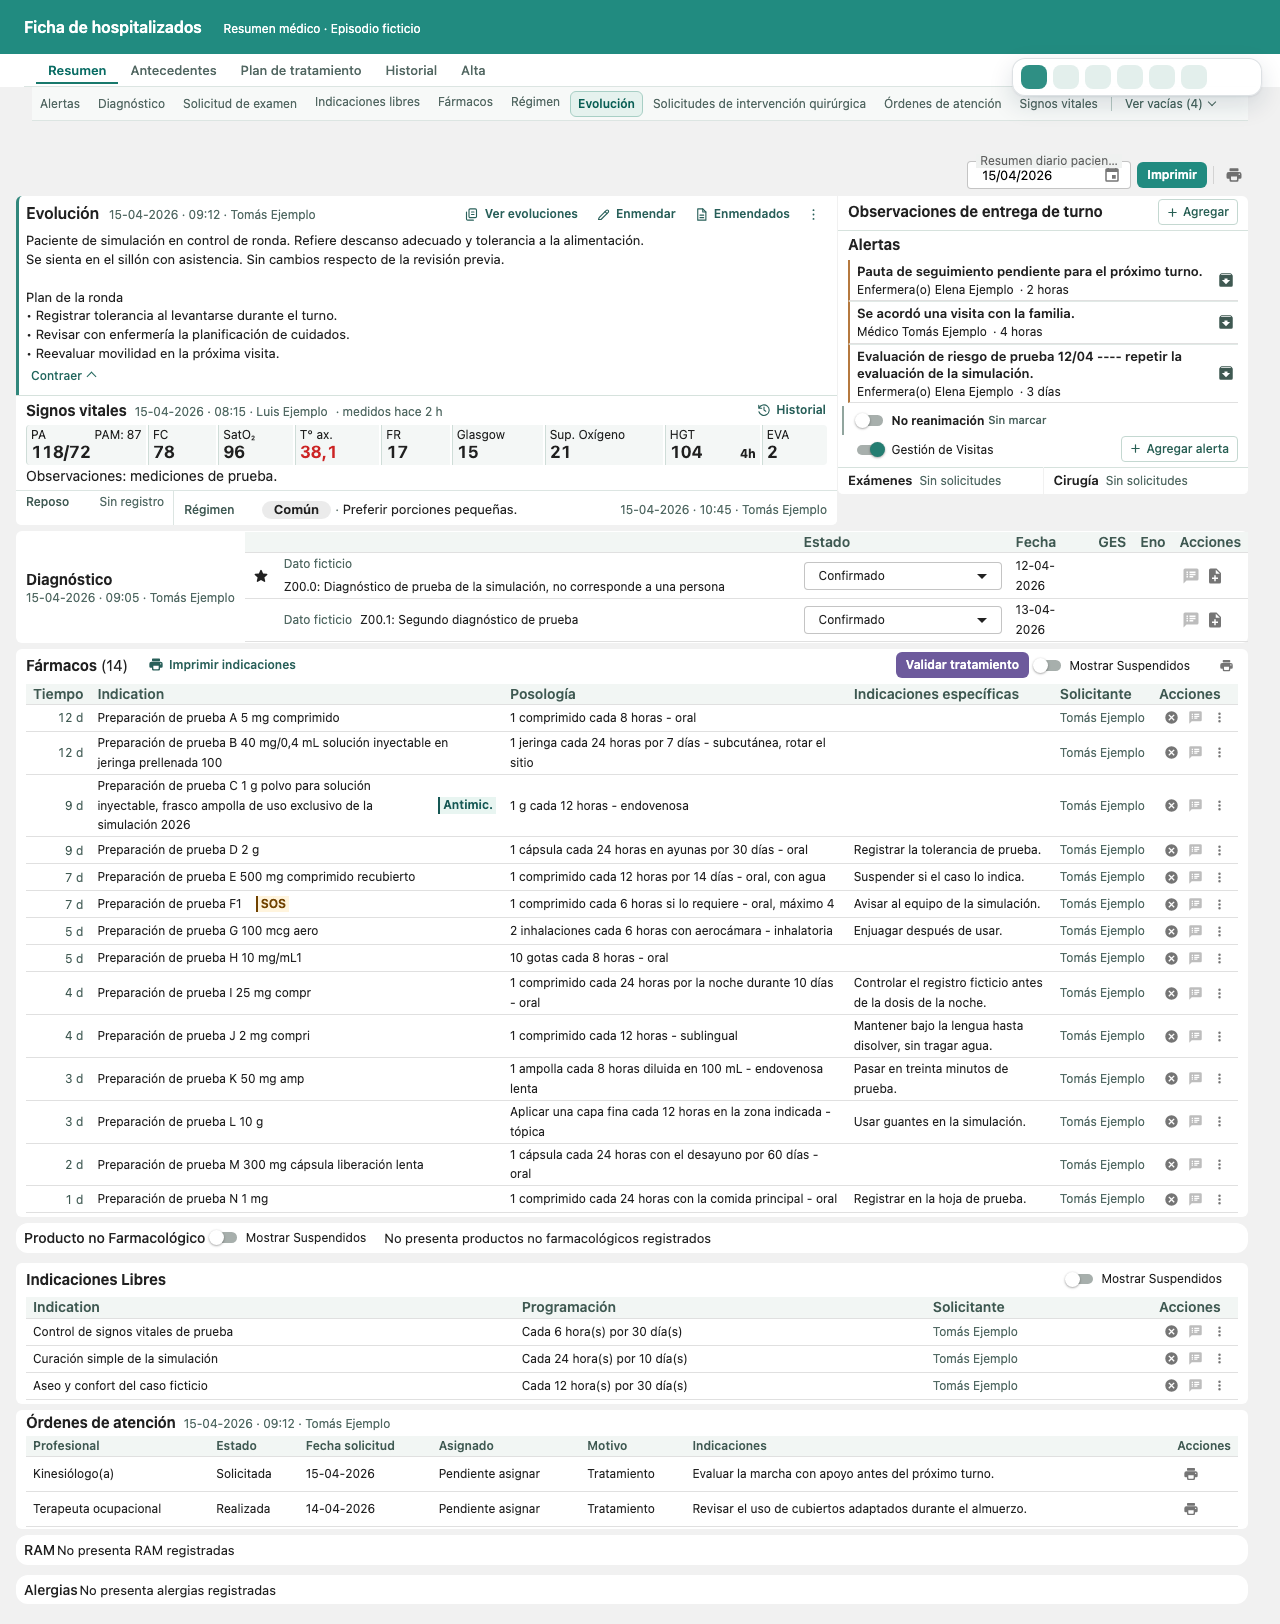 Ficha de hospitalizados
Resumen médico · Episodio ficticio
Resumen
Antecedentes
Plan de tratamiento
Historial
Alta
Alertas
Diagnóstico
Solicitud de examen
Indicaciones libres
Fármacos
Régimen
Evolución
Solicitudes de intervención quirúrgica
Órdenes de atención
Signos vitales
Ver vacías (4)
Resumen diario pacien...
15/04/2026
Imprimir
Evolución 15-04-2026 · 09:12 · Tomás Ejemplo
Ver evoluciones
Enmendar
Enmendados
Paciente de simulación en control de ronda. Refiere descanso adecuado y tolerancia a la alimentación.
Se sienta en el sillón con asistencia. Sin cambios respecto de la revisión previa.
Plan de la ronda
• Registrar tolerancia al levantarse durante el turno.
• Revisar con enfermería la planificación de cuidados.
• Reevaluar movilidad en la próxima visita.
Contraer
Signos vitales 15-04-2026 · 08:15 · Luis Ejemplo · medidos hace 2 h
Historial
PA PAM: 87
118/72
FC
78
SatO₂
96
T° ax.
38,1
FR
17
Glasgow
15
Sup. Oxígeno
21
HGT
104 4h
EVA
2
Observaciones: mediciones de prueba.
Reposo Sin registro
Régimen Común · Preferir porciones pequeñas. 15-04-2026 · 10:45 · Tomás Ejemplo
Observaciones de entrega de turno
Agregar
Alertas
Pauta de seguimiento pendiente para el próximo turno.
Enfermera(o) Elena Ejemplo · 2 horas
Se acordó una visita con la familia.
Médico Tomás Ejemplo · 4 horas
Evaluación de riesgo de prueba 12/04 ---- repetir la
evaluación de la simulación.
Enfermera(o) Elena Ejemplo · 3 días
No reanimación Sin marcar
Gestión de Visitas
Agregar alerta
Exámenes Sin solicitudes
Cirugía Sin solicitudes
Diagnóstico
15-04-2026 · 09:05 · Tomás Ejemplo
Estado Fecha GES Eno Acciones
Dato ficticio
Z00.0: Diagnóstico de prueba de la simulación, no corresponde a una persona
Confirmado
12-04-
2026
Dato ficticio Z00.1: Segundo diagnóstico de prueba
Confirmado
13-04-
2026
Fármacos (14)
Imprimir indicaciones
Validar tratamiento
Mostrar Suspendidos
Tiempo Indication Posología Indicaciones específicas Solicitante Acciones
12 d Preparación de prueba A 5 mg comprimido 1 comprimido cada 8 horas - oral Tomás Ejemplo
12 d Preparación de prueba B 40 mg/0,4 mL solución inyectable en
jeringa prellenada 100
1 jeringa cada 24 horas por 7 días - subcutánea, rotar el
sitio
Tomás Ejemplo
9 d Preparación de prueba C 1 g polvo para solución
inyectable, frasco ampolla de uso exclusivo de la
simulación 2026
Antimic.
1 g cada 12 horas - endovenosa
Tomás Ejemplo
9 d Preparación de prueba D 2 g 1 cápsula cada 24 horas en ayunas por 30 días - oral Registrar la tolerancia de prueba. Tomás Ejemplo
7 d Preparación de prueba E 500 mg comprimido recubierto 1 comprimido cada 12 horas por 14 días - oral, con agua Suspender si el caso lo indica. Tomás Ejemplo
7 d Preparación de prueba F1 SOS 1 comprimido cada 6 horas si lo requiere - oral, máximo 4 Avisar al equipo de la simulación. Tomás Ejemplo
5 d Preparación de prueba G 100 mcg aero 2 inhalaciones cada 6 horas con aerocámara - inhalatoria Enjuagar después de usar. Tomás Ejemplo
5 d Preparación de prueba H 10 mg/mL1 10 gotas cada 8 horas - oral Tomás Ejemplo
4 d Preparación de prueba I 25 mg compr
1 comprimido cada 24 horas por la noche durante 10 días
- oral
Controlar el registro ficticio antes
de la dosis de la noche.
Tomás Ejemplo
4 d Preparación de prueba J 2 mg compri 1 comprimido cada 12 horas - sublingual
Mantener bajo la lengua hasta
disolver, sin tragar agua.
Tomás Ejemplo
3 d Preparación de prueba K 50 mg amp
1 ampolla cada 8 horas diluida en 100 mL - endovenosa
lenta
Pasar en treinta minutos de
prueba.
Tomás Ejemplo
3 d Preparación de prueba L 10 g
Aplicar una capa fina cada 12 horas en la zona indicada -
tópica
Usar guantes en la simulación.
Tomás Ejemplo
2 d Preparación de prueba M 300 mg cápsula liberación lenta
1 cápsula cada 24 horas con el desayuno por 60 días -
oral
Tomás Ejemplo
1 d Preparación de prueba N 1 mg 1 comprimido cada 24 horas con la comida principal - oral Registrar en la hoja de prueba. Tomás Ejemplo
Producto no Farmacológico Mostrar Suspendidos No presenta productos no farmacológicos registrados
Indicaciones Libres
Mostrar Suspendidos
Indication Programación Solicitante Acciones
Control de signos vitales de prueba Cada 6 hora(s) por 30 día(s) Tomás Ejemplo
Curación simple de la simulación Cada 24 hora(s) por 10 día(s) Tomás Ejemplo
Aseo y confort del caso ficticio Cada 12 hora(s) por 30 día(s) Tomás Ejemplo
Órdenes de atención 15-04-2026 · 09:12 · Tomás Ejemplo
Profesional Estado Fecha solicitud Asignado Motivo Indicaciones Acciones
Kinesiólogo(a) Solicitada 15-04-2026 Pendiente asignar Tratamiento Evaluar la marcha con apoyo antes del próximo turno.
Terapeuta ocupacional Realizada 14-04-2026 Pendiente asignar Tratamiento Revisar el uso de cubiertos adaptados durante el almuerzo.
RAM No presenta RAM registradas
Alergias No presenta alergias registradas